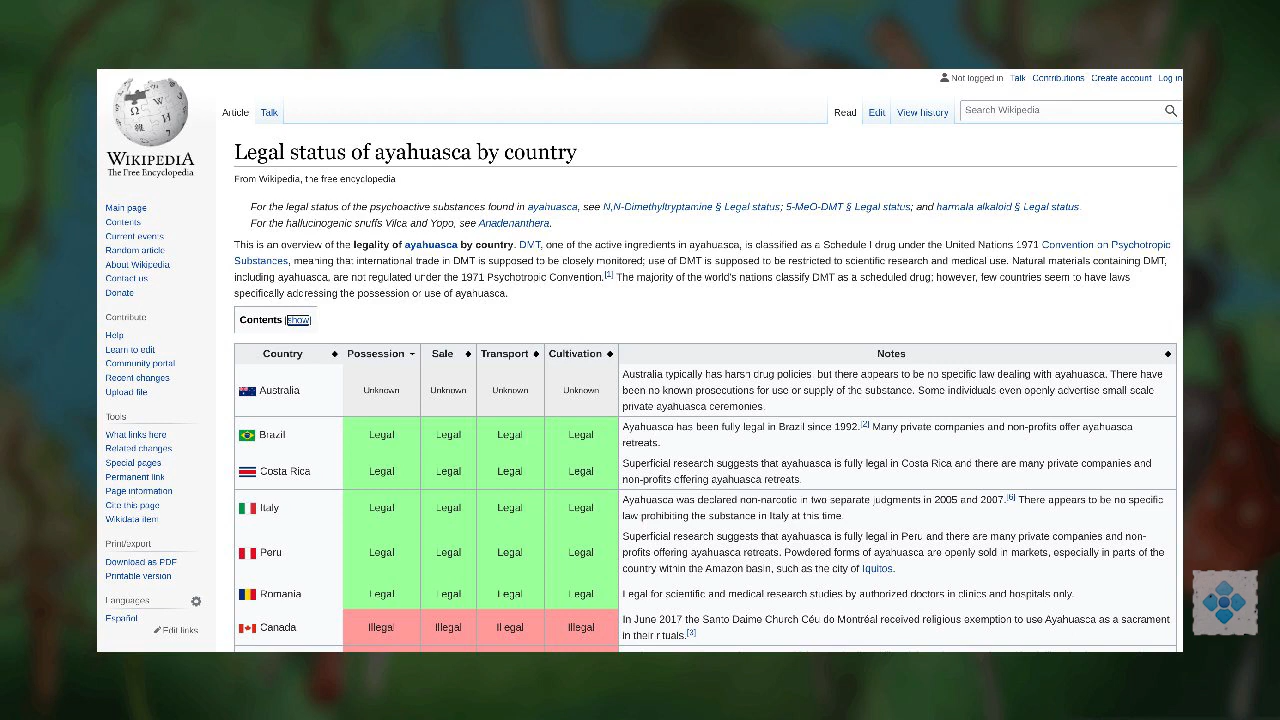 Not logged in Talk Contributions Create account Log in
Article Talk Read Edit View history Search Wikipedia
WIKIPEDIA
The Free Encyclopedia
Main page
Contents
Current events
Random article
About Wikipedia
Contact us
Donate
Contribute
Help
Learn to edit
Community portal
Recent changes
Upload file
Tools
What links here
Related changes
Special pages
Permanent link
Page information
Cite this page
Wikidata item
Print/export
Download as PDF
Printable version
Languages
Español
Edit links
Legal status of ayahuasca by country
From Wikipedia, the free encyclopedia
For the legal status of the psychoactive substances found in ayahuasca, see N,N-Dimethyltryptamine § Legal status; 5-MeO-DMT § Legal status; and harmala alkaloid § Legal status.
For the hallucinogenic snuffs Vilca and Yopo, see Anadenanthera.
This is an overview of the legality of ayahuasca by country. DMT, one of the active ingredients in ayahuasca, is classified as a Schedule I drug under the United Nations 1971 Convention on Psychotropic
Substances, meaning that international trade in DMT is supposed to be closely monitored; use of DMT is supposed to be restricted to scientific research and medical use. Natural materials containing DMT,
including ayahuasca, are not regulated under the 1971 Psychotropic Convention.[1] The majority of the world's nations classify DMT as a scheduled drug; however, few countries seem to have laws
specifically addressing the possession or use of ayahuasca.
Contents [show]
Country Possession Sale Transport Cultivation Notes
Australia Unknown Unknown Unknown Unknown
Australia typically has harsh drug policies, but there appears to be no specific law dealing with ayahuasca. There have
been no known prosecutions for use or supply of the substance. Some individuals even openly advertise small-scale
private ayahuasca ceremonies.
Brazil Legal Legal Legal Legal
Ayahuasca has been fully legal in Brazil since 1992.[2] Many private companies and non-profits offer ayahuasca
retreats.
Costa Rica Legal Legal Legal Legal
Superficial research suggests that ayahuasca is fully legal in Costa Rica and there are many private companies and
non-profits offering ayahuasca retreats.
Italy Legal Legal Legal Legal
Ayahuasca was declared non-narcotic in two separate judgments in 2005 and 2007.[6] There appears to be no specific
law prohibiting the substance in Italy at this time.
Peru Legal Legal Legal Legal
Superficial research suggests that ayahuasca is fully legal in Peru and there are many private companies and non-
profits offering ayahuasca retreats. Powdered forms of ayahuasca are openly sold in markets, especially in parts of the
country within the Amazon basin, such as the city of Iquitos.
Romania Legal Legal Legal Legal Legal for scientific and medical research studies by authorized doctors in clinics and hospitals only.
Canada Illegal Illegal Illegal Illegal
In June 2017 the Santo Daime Church Céu do Montréal received religious exemption to use Ayahuasca as a sacrament
in their rituals.[3]